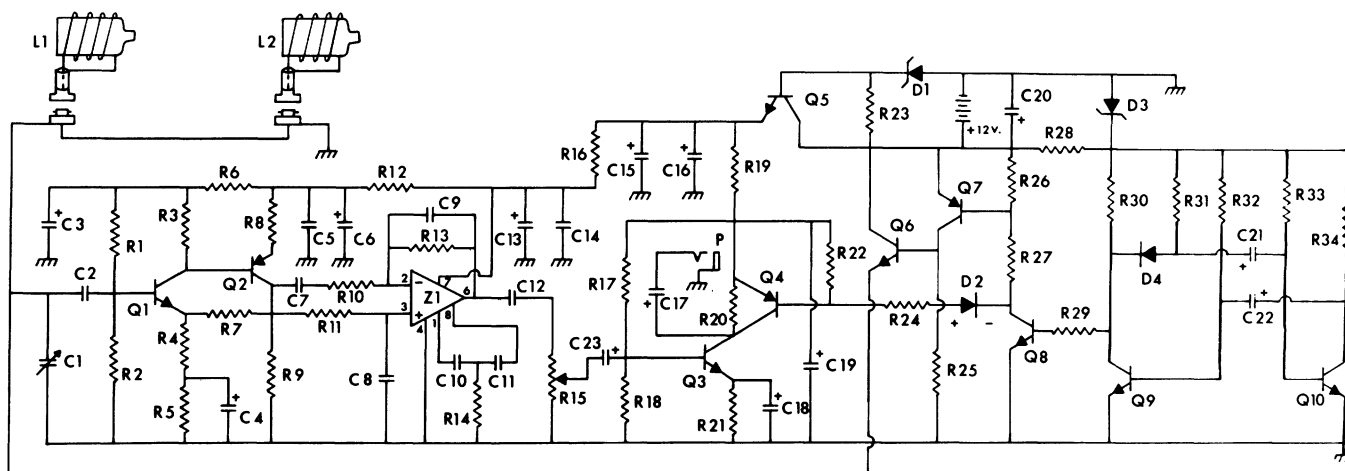 L1
L2
Q5
D1
C20
D3
R23
+12v.
R28
R16
C15
C16
R19
R6
R12
C9
R13
R26
Q7
R30
R31
R32
R33
R34
C3
R1
R3
R8
C5
C6
C13
C14
P
Q6
R22
R27
C21
D4
C2
Q2
C7
R10
2
−
7
Z1
6
C12
R17
C17
Q4
D2
C22
Q1
3
+
4
1
8
R20
R24
+
-
R29
R7
R11
C23
Q8
C1
R2
R4
R9
C8
C10
C11
R15
Q3
C19
R25
Q9
Q10
R5
C4
R14
R18
R21
C18